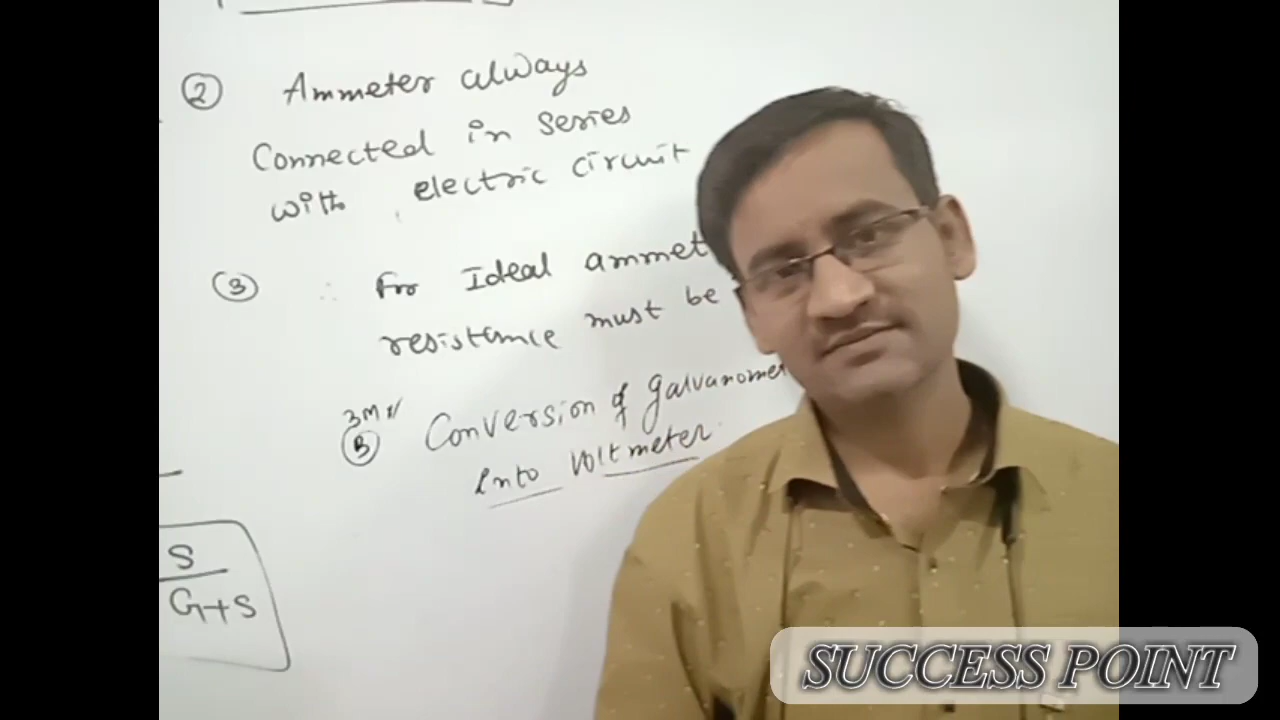 ② Ammeter always
Connected in series
with electric circuit
③ ∴ For Ideal ammet
resistance must be
3M
Ⓑ Conversion of galvanomet
into Voltmeter
S
G+S
SUCCESS POINT